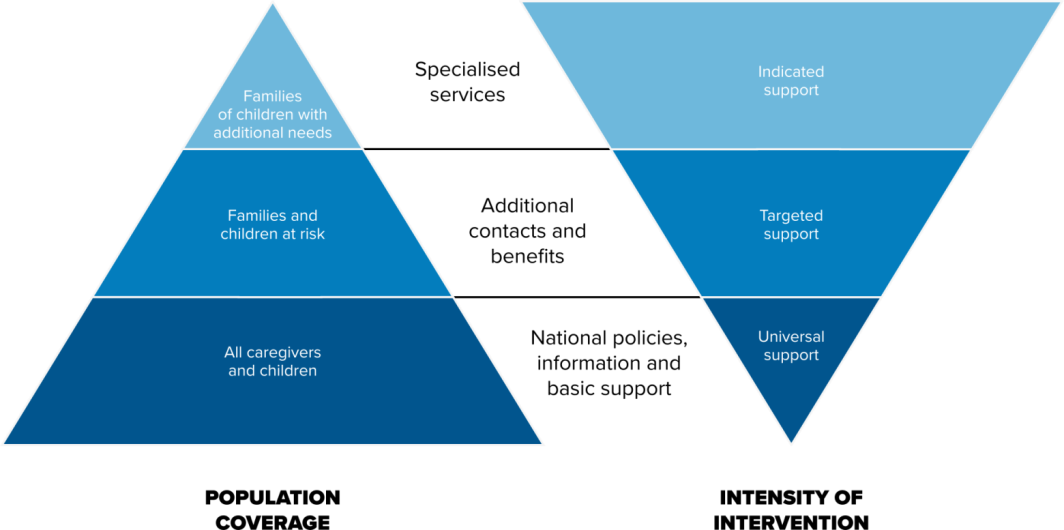 Families
of children with
additional needs
Specialised
services
Indicated
support
Families and
children at risk
Additional
contacts and
benefits
Targeted
support
All caregivers
and children
National policies,
information and
basic support
Universal
support
POPULATION
COVERAGE
INTENSITY OF
INTERVENTION